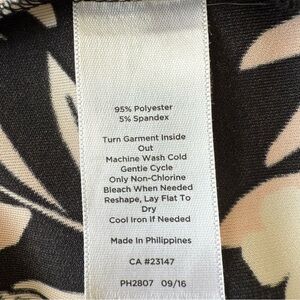 95% Polyester
5% Spandex
Turn Garment Inside
Out
Machine Wash Cold
Gentle Cycle
Only Non-Chlorine
Bleach When Needed
Reshape, Lay Flat To
Dry
Cool Iron If Needed
Made In Philippines
CA #23147
PH2807 09/16